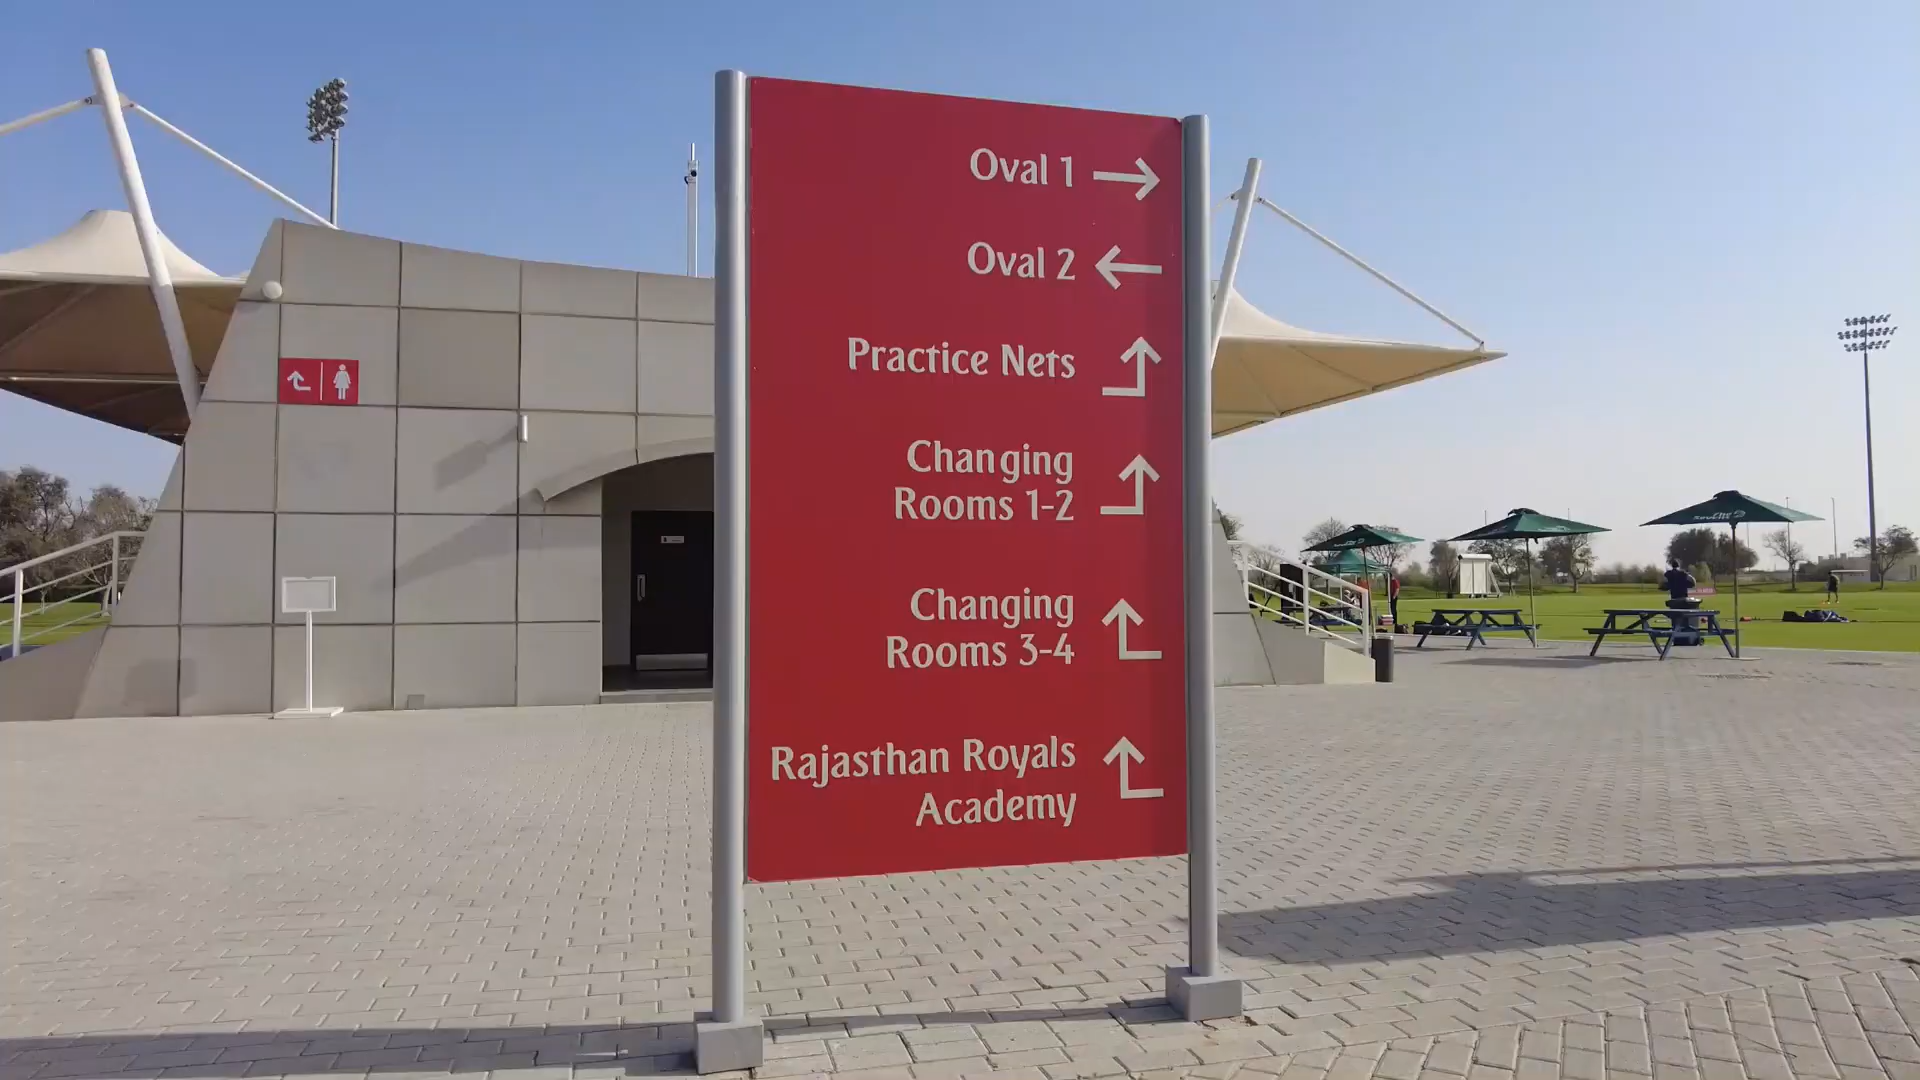 Oval 1
Oval 2
Practice Nets
Changing
Rooms 1-2
Changing
Rooms 3-4
Rajasthan Royals
Academy